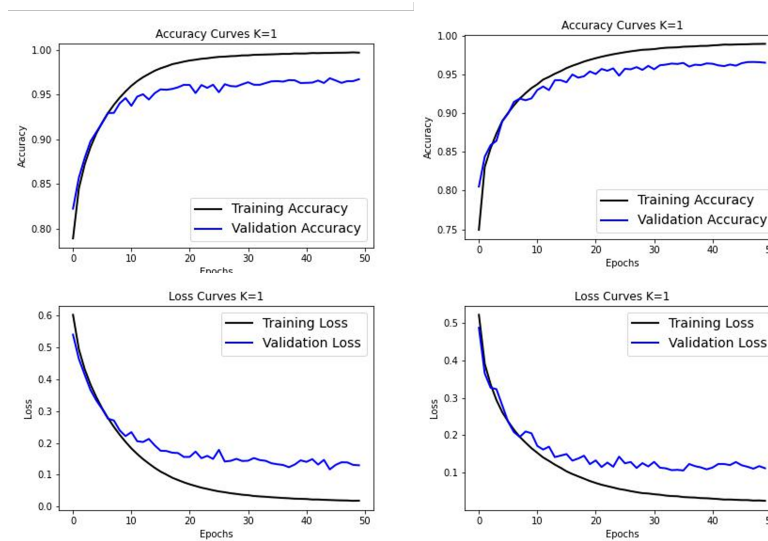 Accuracy Curves K=1
1.00
0.95
0.90
0.85
0.80
Accuracy
Training Accuracy
Validation Accuracy
0 10 20 30 40 50
Epochs
Accuracy Curves K=1
1.00
0.95
0.90
0.85
0.80
0.75
Accuracy
Training Accuracy
Validation Accuracy
0 10 20 30 40 50
Epochs
Loss Curves K=1
0.6
0.5
0.4
0.3
0.2
0.1
0.0
Loss
Training Loss
Validation Loss
0 10 20 30 40 50
Epochs
Loss Curves K=1
0.5
0.4
0.3
0.2
0.1
Loss
Training Loss
Validation Loss
0 10 20 30 40 50
Epochs